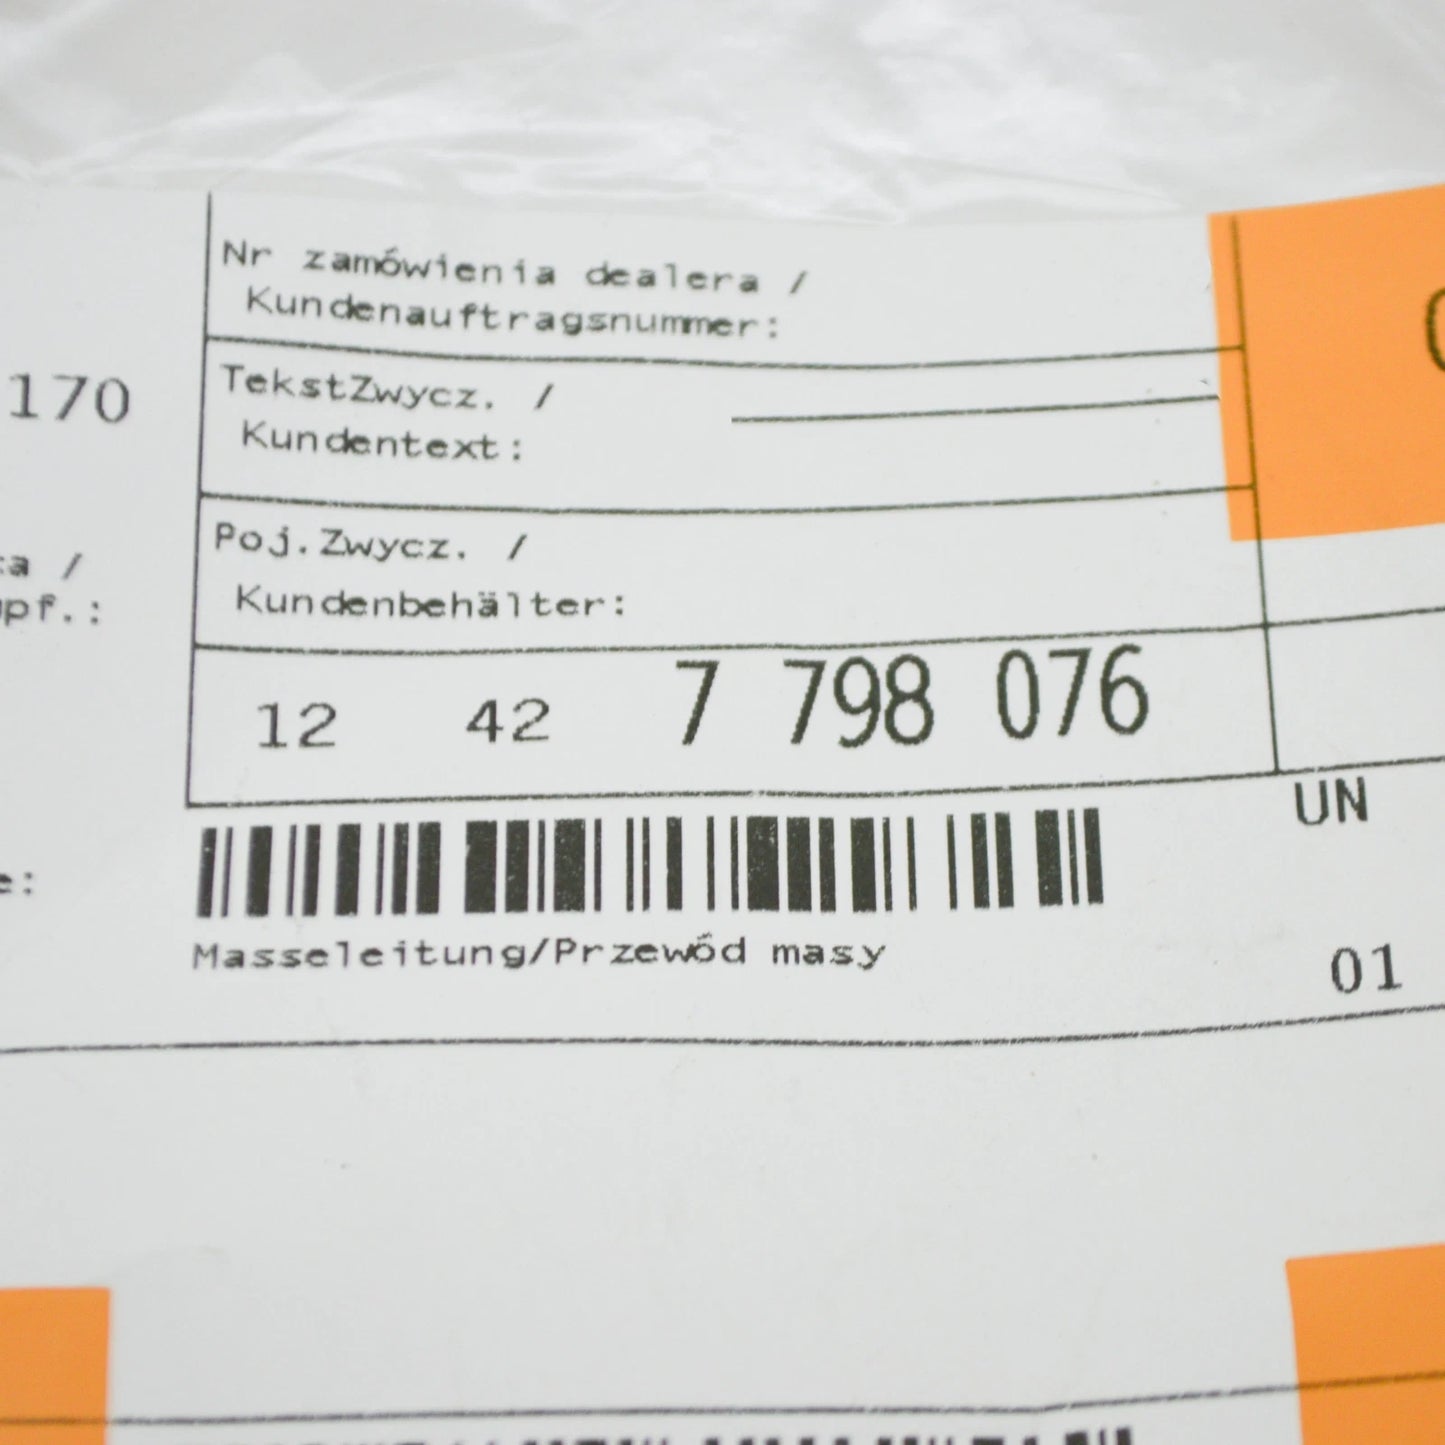 Nr zamówienia dealera /
Kundenauftragsnummer:
170
TekstZwycz. /
Kundentext:
Poj.Zwycz. /
Kundenbehälter:
12 42 7 798 076
UN
Masseleitung/Przewód masy
01